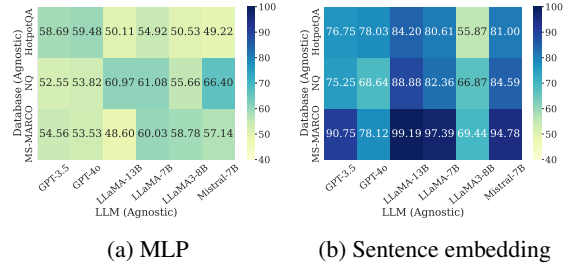 HotpotQA 58.69 59.48 50.11 54.92 50.53 49.22
NQ 52.55 53.82 60.97 61.08 55.66 66.40
MS-MARCO 54.56 53.53 48.60 60.03 58.78 57.14
Database (Agnostic)
GPT-3.5 GPT-4o LLaMA-13B LLaMA-7B LLaMA3-8B Mistral-7B
LLM (Agnostic)
100
90
80
70
60
50
40
(a) MLP
HotpotQA 76.75 78.03 84.20 81.61 55.87 81.00
NQ 75.25 68.64 88.88 82.36 66.87 84.59
MS-MARCO 90.75 78.12 99.19 97.39 69.44 94.78
Database (Agnostic)
GPT-3.5 GPT-4o LLaMA-13B LLaMA-7B LLaMA3-8B Mistral-7B
LLM (Agnostic)
100
90
80
70
60
50
40
(b) Sentence embedding